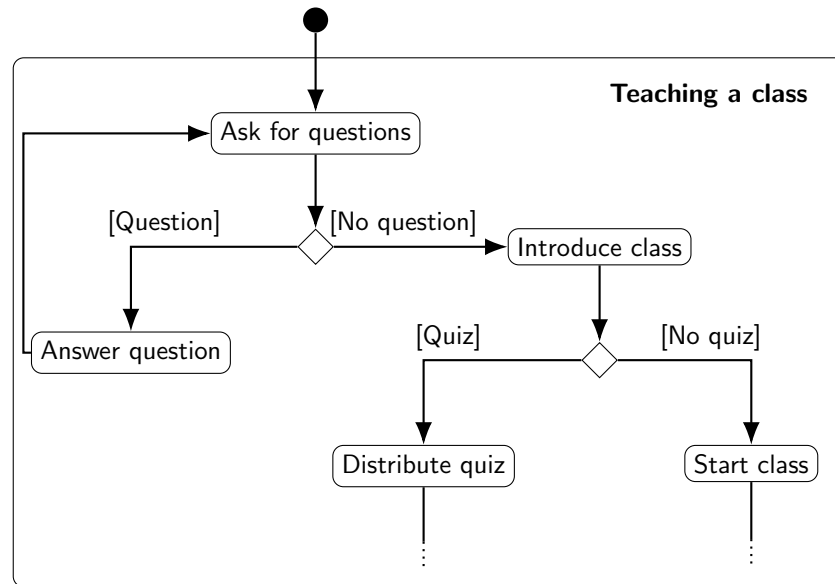 Teaching a class
Ask for questions
[Question]
[No question]
Introduce class
[Quiz]
[No quiz]
Answer question
Distribute quiz
Start class